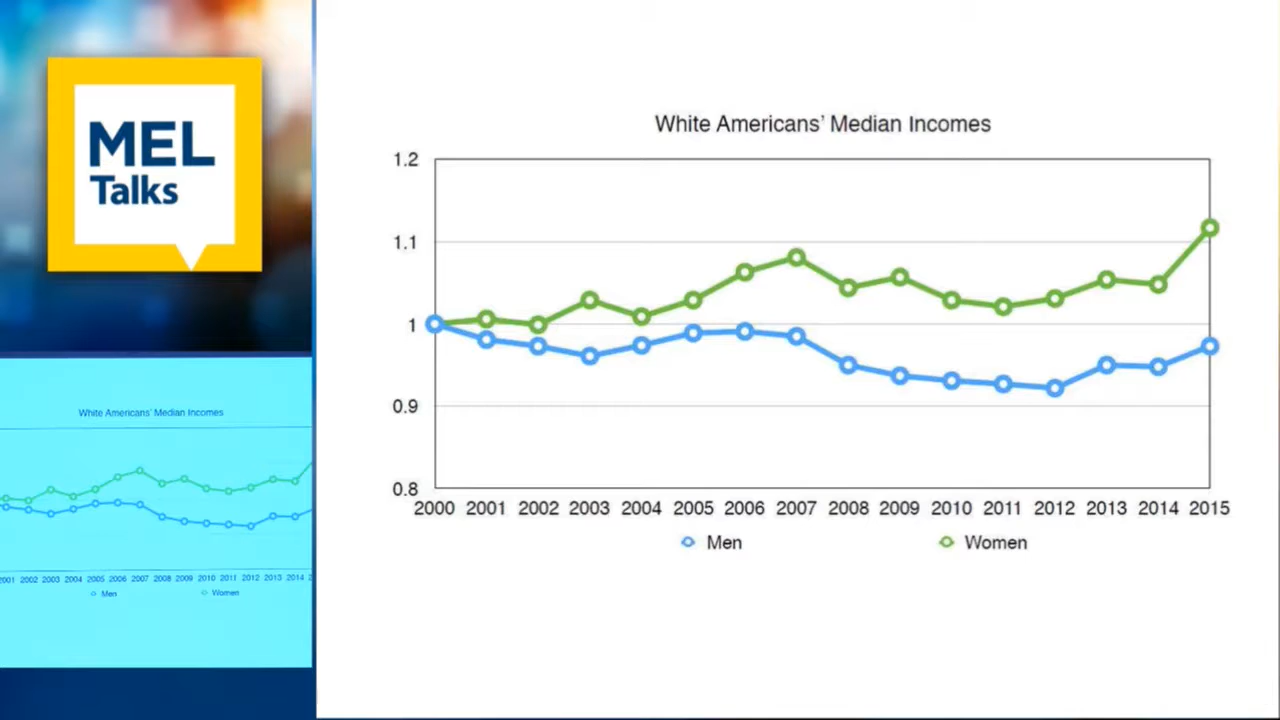 MEL
Talks
White Americans' Median Incomes
1.2
1.1
1
0.9
0.8
2000 2001 2002 2003 2004 2005 2006 2007 2008 2009 2010 2011 2012 2013 2014 2015
Men Women
White Americans' Median Incomes
2001 2002 2003 2004 2005 2006 2007 2008 2009 2010 2011 2012 2013 2014
Men Women